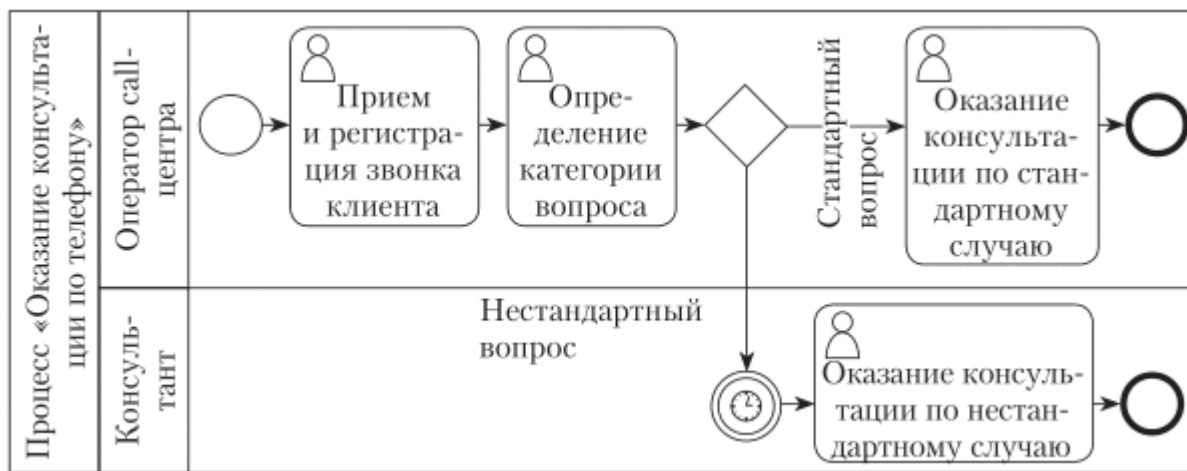 Процесс «Оказание консульта-
ции по телефону»
Оператор call-
центра
Прием
и регистра-
ция звонка
клиента
Опре-
деление
категории
вопроса
Стандартный
вопрос
Оказание
консульта-
ции по стан-
дартному
случаю
Консуль-
тант
Нестандартный
вопрос
Оказание консуль-
тации по нестан-
дартному случаю